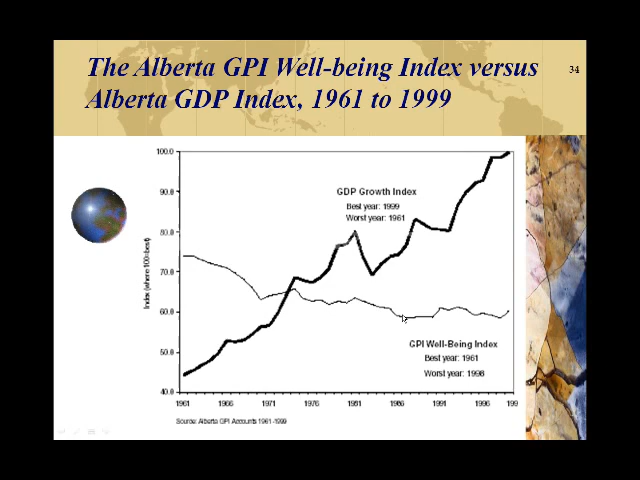 The Alberta GPI Well-being Index versus
Alberta GDP Index, 1961 to 1999
34
100.0
90.0
80.0
70.0
60.0
50.0
40.0
Index (where 100=best)
GDP Growth Index
Best year: 1999
Worst year: 1961
GPI Well-Being Index
Best year: 1961
Worst year: 1998
1961 1966 1971 1976 1981 1986 1991 1996 199
Source: Alberta GPI Accounts 1961-1999